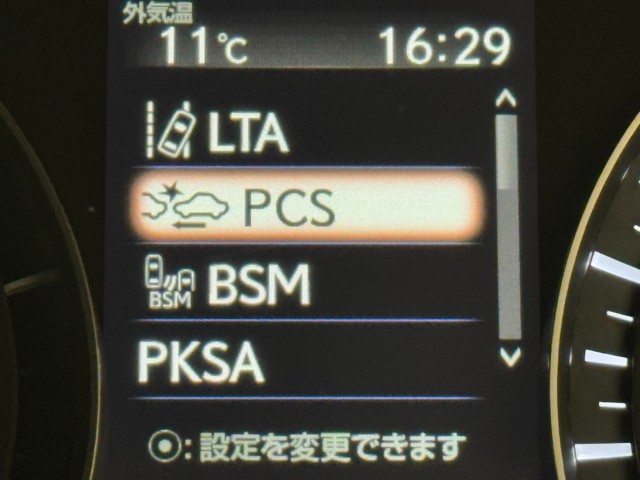 外気温
11℃ 16:29
LTA
PCS
BSM BSM
PKSA
⦿: 設定を変更できます